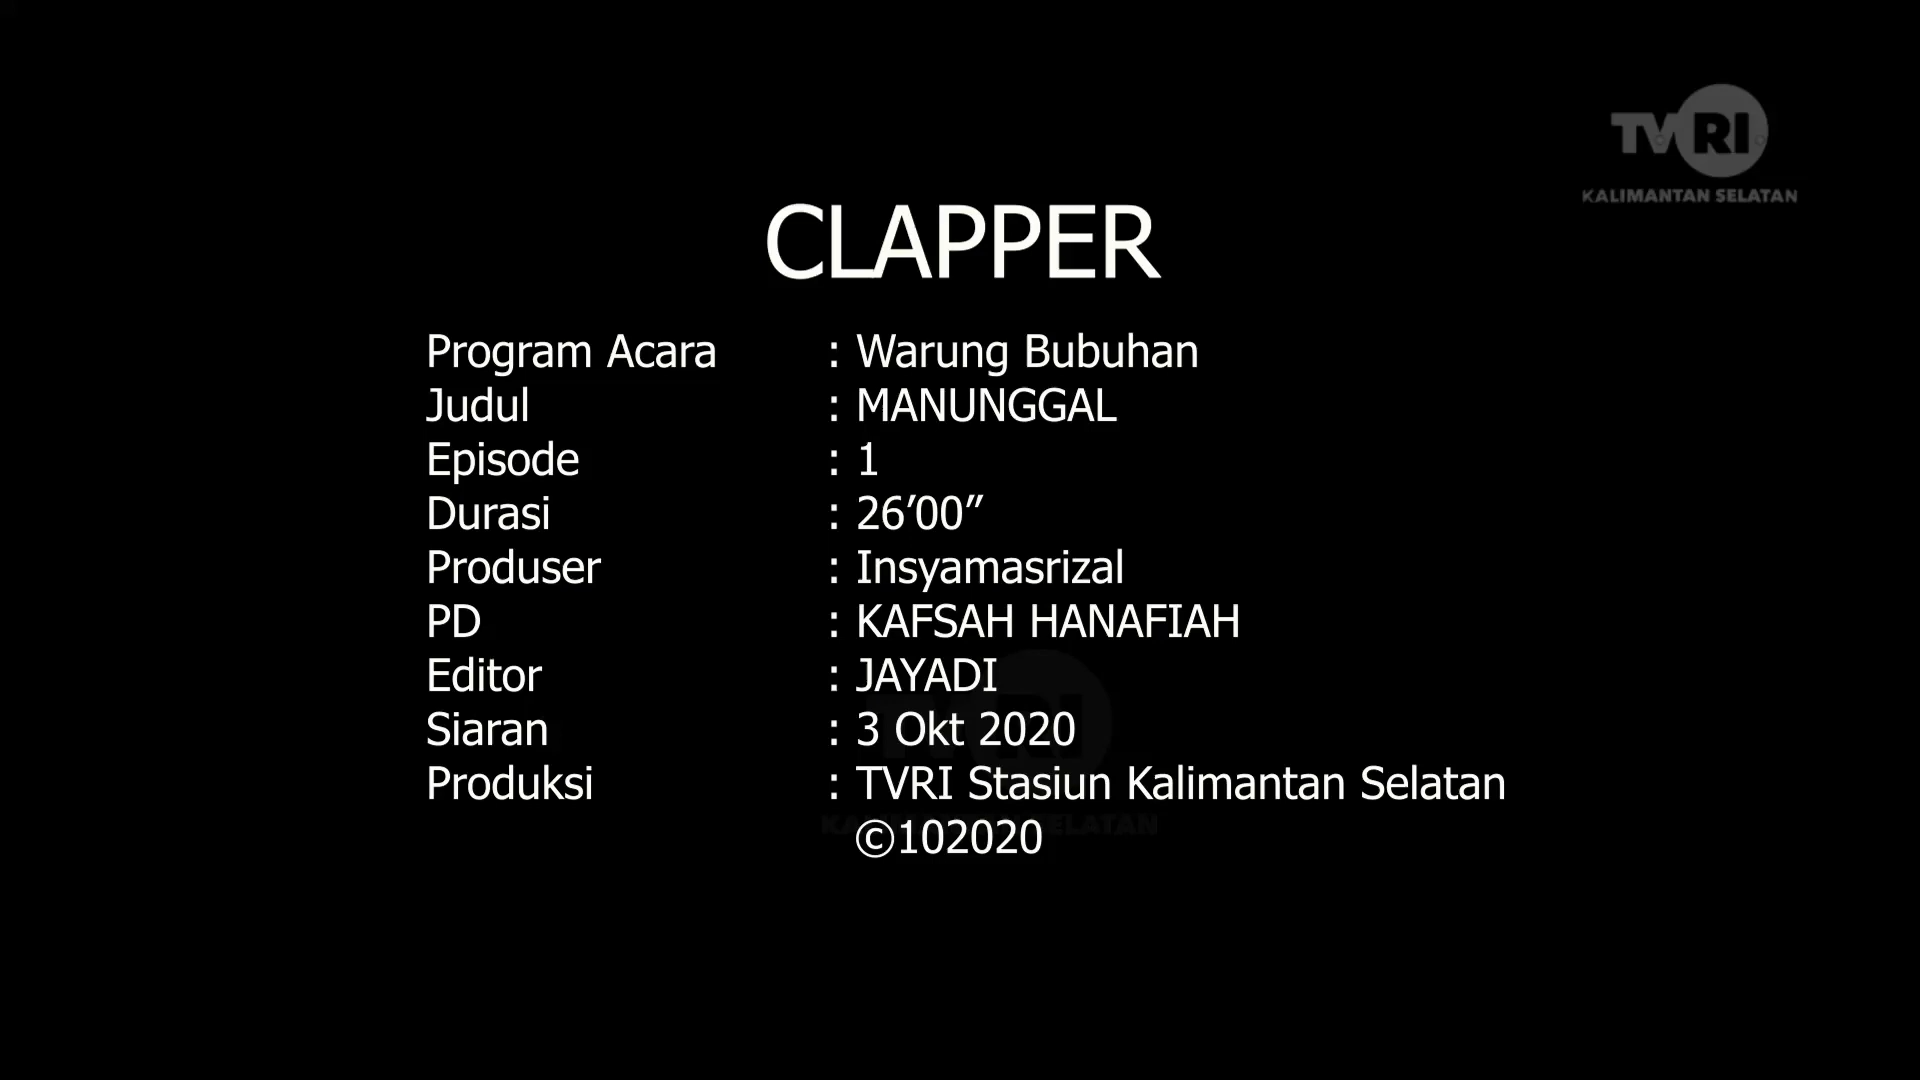 TVRI
KALIMANTAN SELATAN
CLAPPER
Program Acara : Warung Bubuhan
Judul : MANUNGGAL
Episode : 1
Durasi : 26’00”
Produser : Insyamasrizal
PD : KAFSAH HANAFIAH
Editor : JAYADI
Siaran : 3 Okt 2020
Produksi : TVRI Stasiun Kalimantan Selatan
©102020